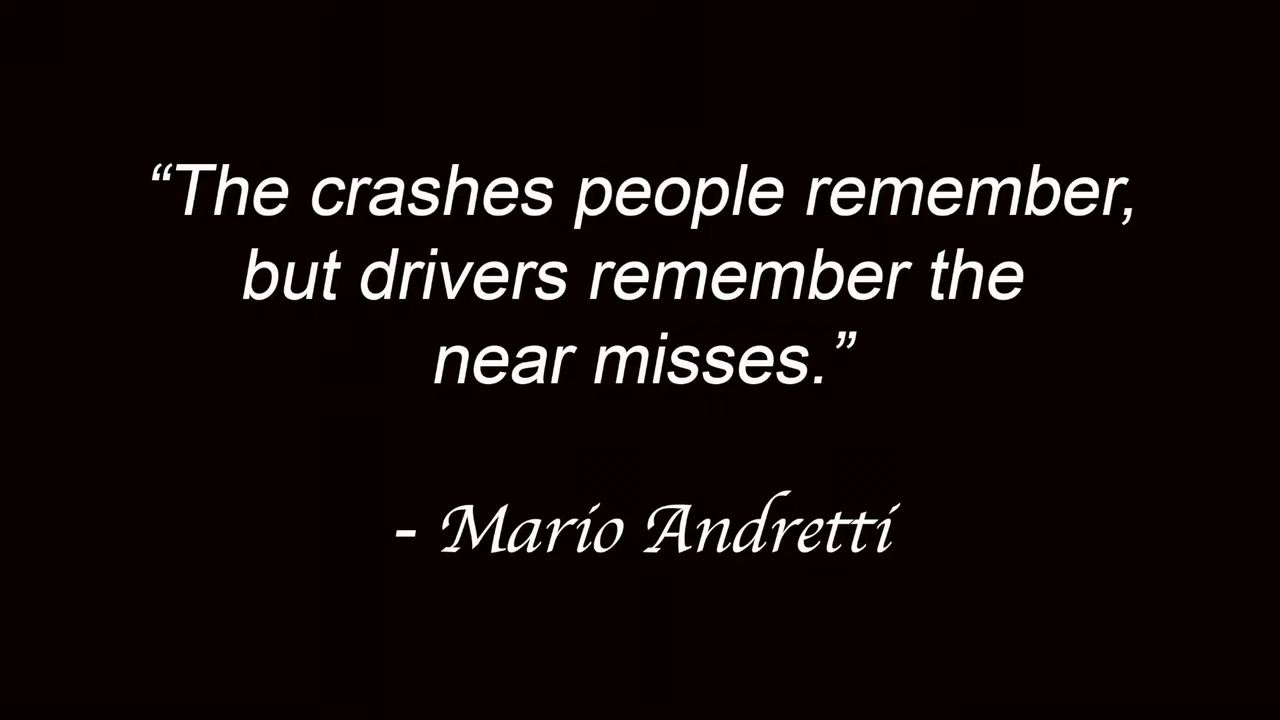 “The crashes people remember,
but drivers remember the
near misses.”
- Mario Andretti